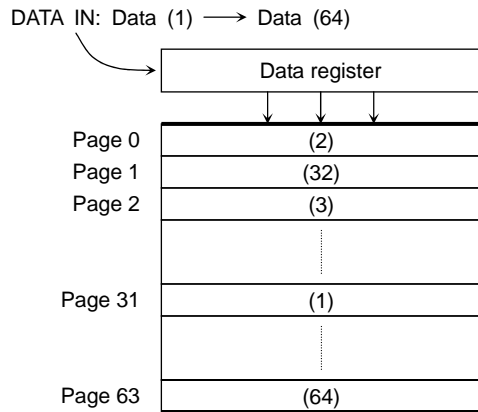 DATA IN: Data (1) → Data (64)
Data register
Page 0 (2)
Page 1 (32)
Page 2 (3)
Page 31 (1)
Page 63 (64)